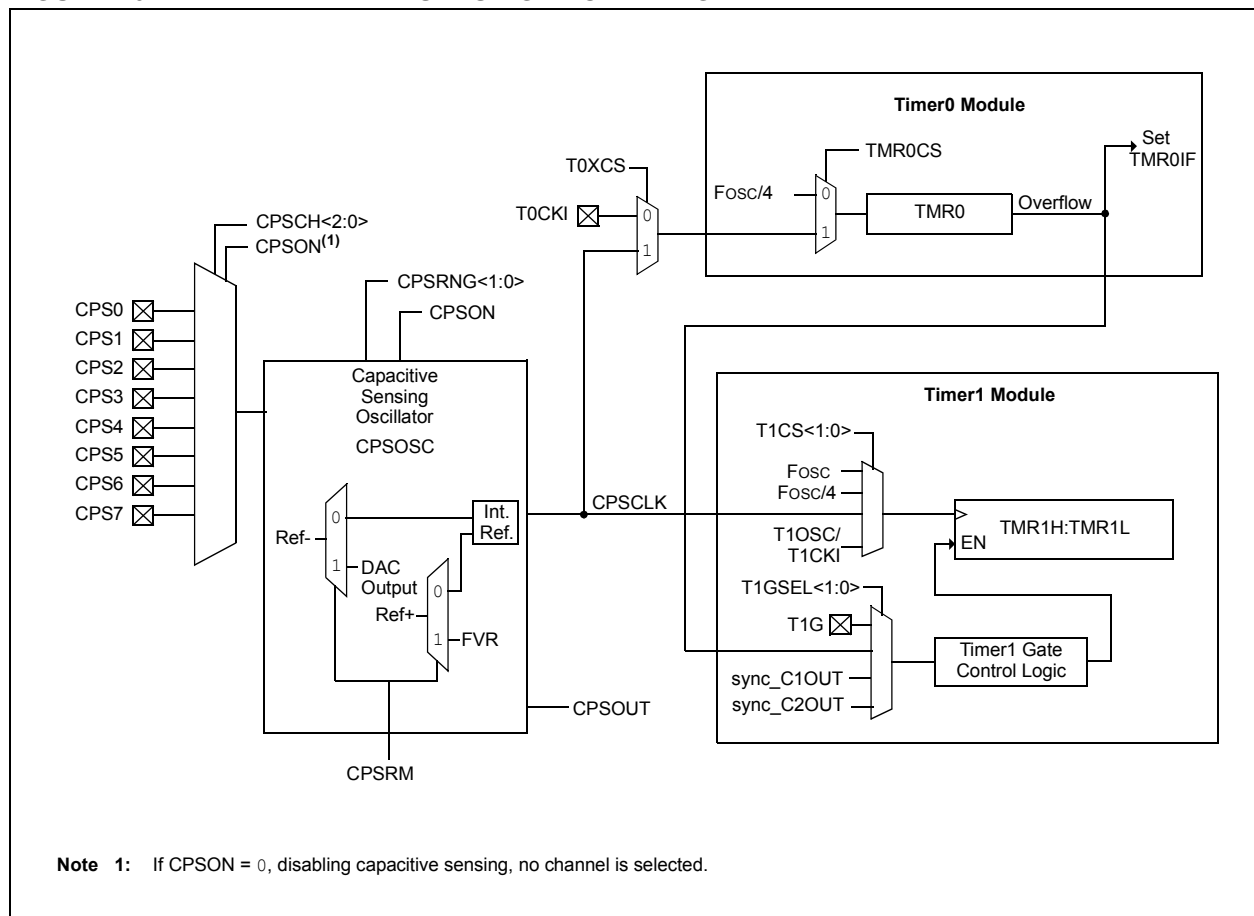 Timer0 Module
Set
TMR0IF
TMR0CS
T0XCS
FOSC/4
0
1
TMR0
Overflow
T0CKI
0
1
CPSCH<2:0>
CPSON(1)
CPSRNG<1:0>
CPSON
CPS0
CPS1
CPS2
CPS3
CPS4
CPS5
CPS6
CPS7
Capacitive
Sensing
Oscillator
CPSOSC
0
1
Ref-
DAC
Output
Int.
Ref.
0
1
Ref+
FVR
CPSRM
CPSCLK
CPSOUT
Timer1 Module
T1CS<1:0>
FOSC
FOSC/4
T1OSC/
T1CKI
EN
TMR1H:TMR1L
T1GSEL<1:0>
T1G
sync_C1OUT
sync_C2OUT
Timer1 Gate
Control Logic
Note 1: If CPSON = 0, disabling capacitive sensing, no channel is selected.